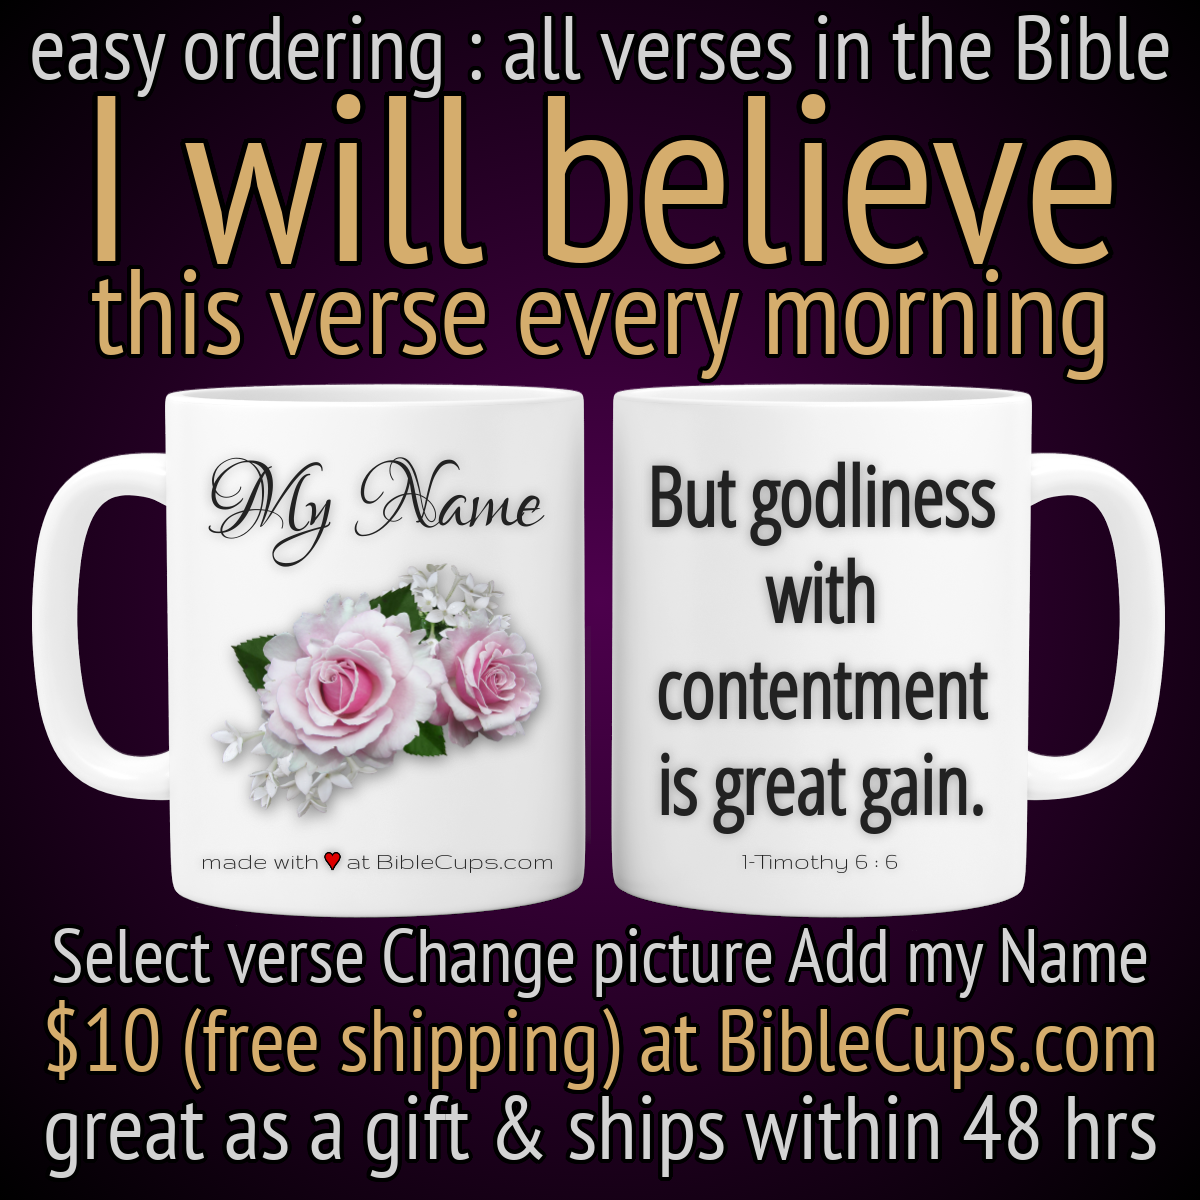 easy ordering : all verses in the Bible
I will believe
this verse every morning
My Name
made with ♥ at BibleCups.com
But godliness
with
contentment
is great gain.
1-Timothy 6 : 6
Select verse Change picture Add my Name
$10 (free shipping) at BibleCups.com
great as a gift & ships within 48 hrs